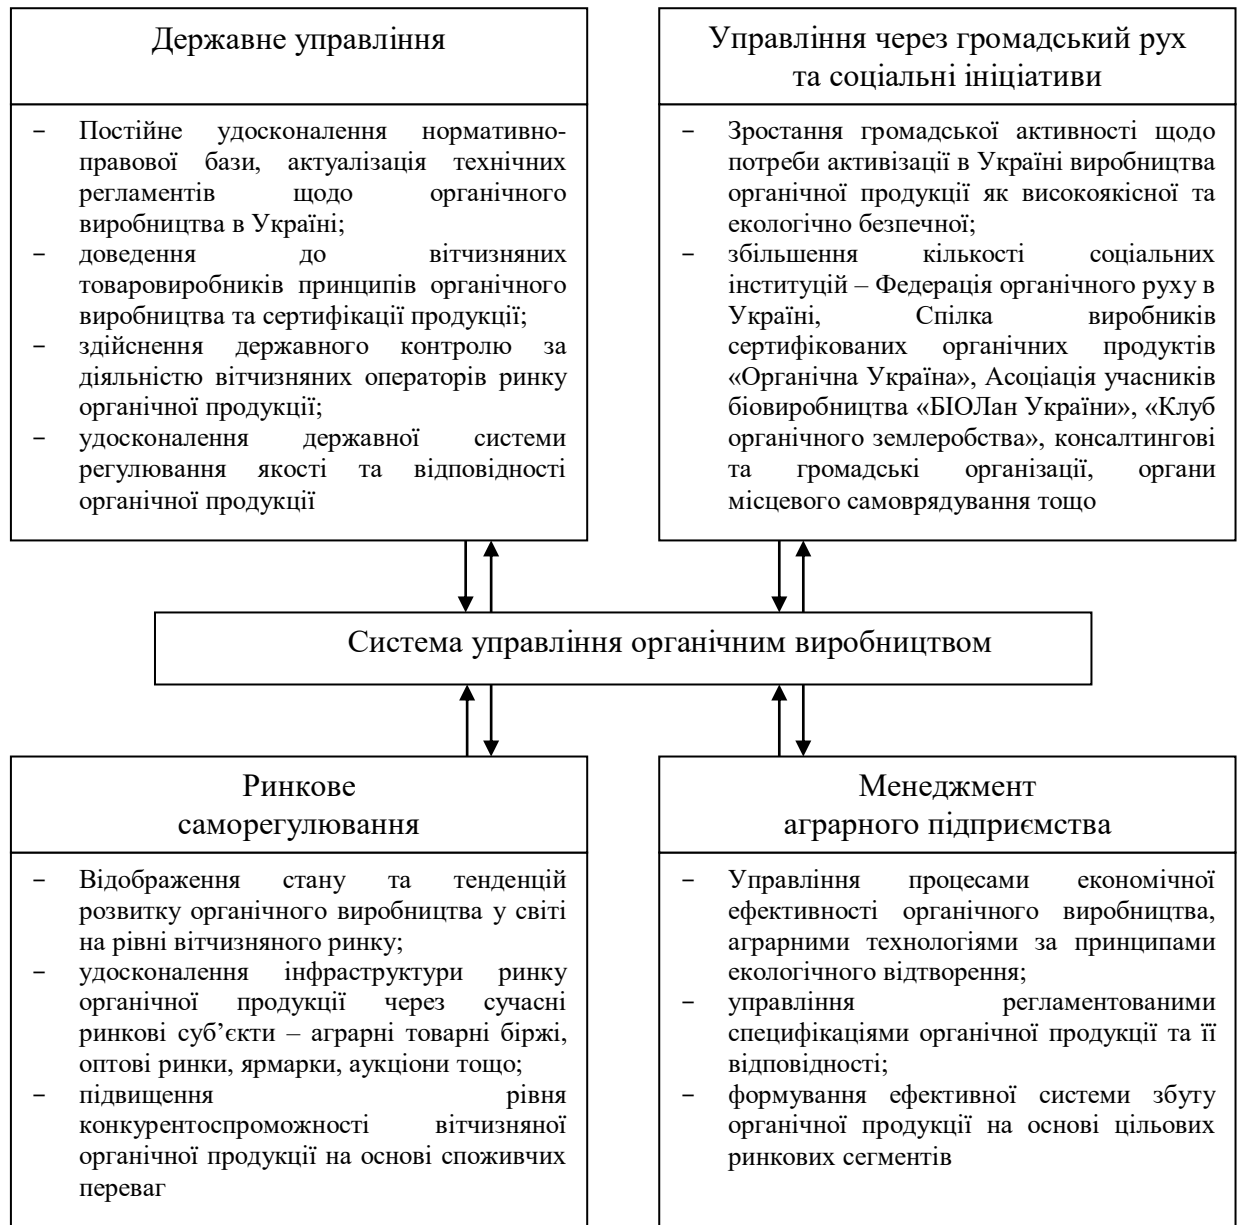 Державне управління
– Постійне удосконалення нормативно-
правової бази, актуалізація технічних
регламентів щодо органічного
виробництва в Україні;
– доведення до вітчизняних
товаровиробників принципів органічного
виробництва та сертифікації продукції;
– здійснення державного контролю за
діяльністю вітчизняних операторів ринку
органічної продукції;
– удосконалення державної системи
регулювання якості та відповідності
органічної продукції
Управління через громадський рух
та соціальні ініціативи
– Зростання громадської активності щодо
потреби активізації в Україні виробництва
органічної продукції як високоякісної та
екологічно безпечної;
– збільшення кількості соціальних
інституцій – Федерація органічного руху в
Україні, Спілка виробників
сертифікованих органічних продуктів
«Органічна Україна», Асоціація учасників
біовиробництва «БІОЛан України», «Клуб
органічного землеробства», консалтингові
та громадські організації, органи
місцевого самоврядування тощо
Система управління органічним виробництвом
Ринкове
саморегулювання
– Відображення стану та тенденцій
розвитку органічного виробництва у світі
на рівні вітчизняного ринку;
– удосконалення інфраструктури ринку
органічної продукції через сучасні
ринкові суб’єкти – аграрні товарні біржі,
оптові ринки, ярмарки, аукціони тощо;
– підвищення рівня
конкурентоспроможності вітчизняної
органічної продукції на основі споживчих
переваг
Менеджмент
аграрного підприємства
– Управління процесами економічної
ефективності органічного виробництва,
аграрними технологіями за принципами
екологічного відтворення;
– управління регламентованими
специфікаціями органічної продукції та її
відповідності;
– формування ефективної системи збуту
органічної продукції на основі цільових
ринкових сегментів